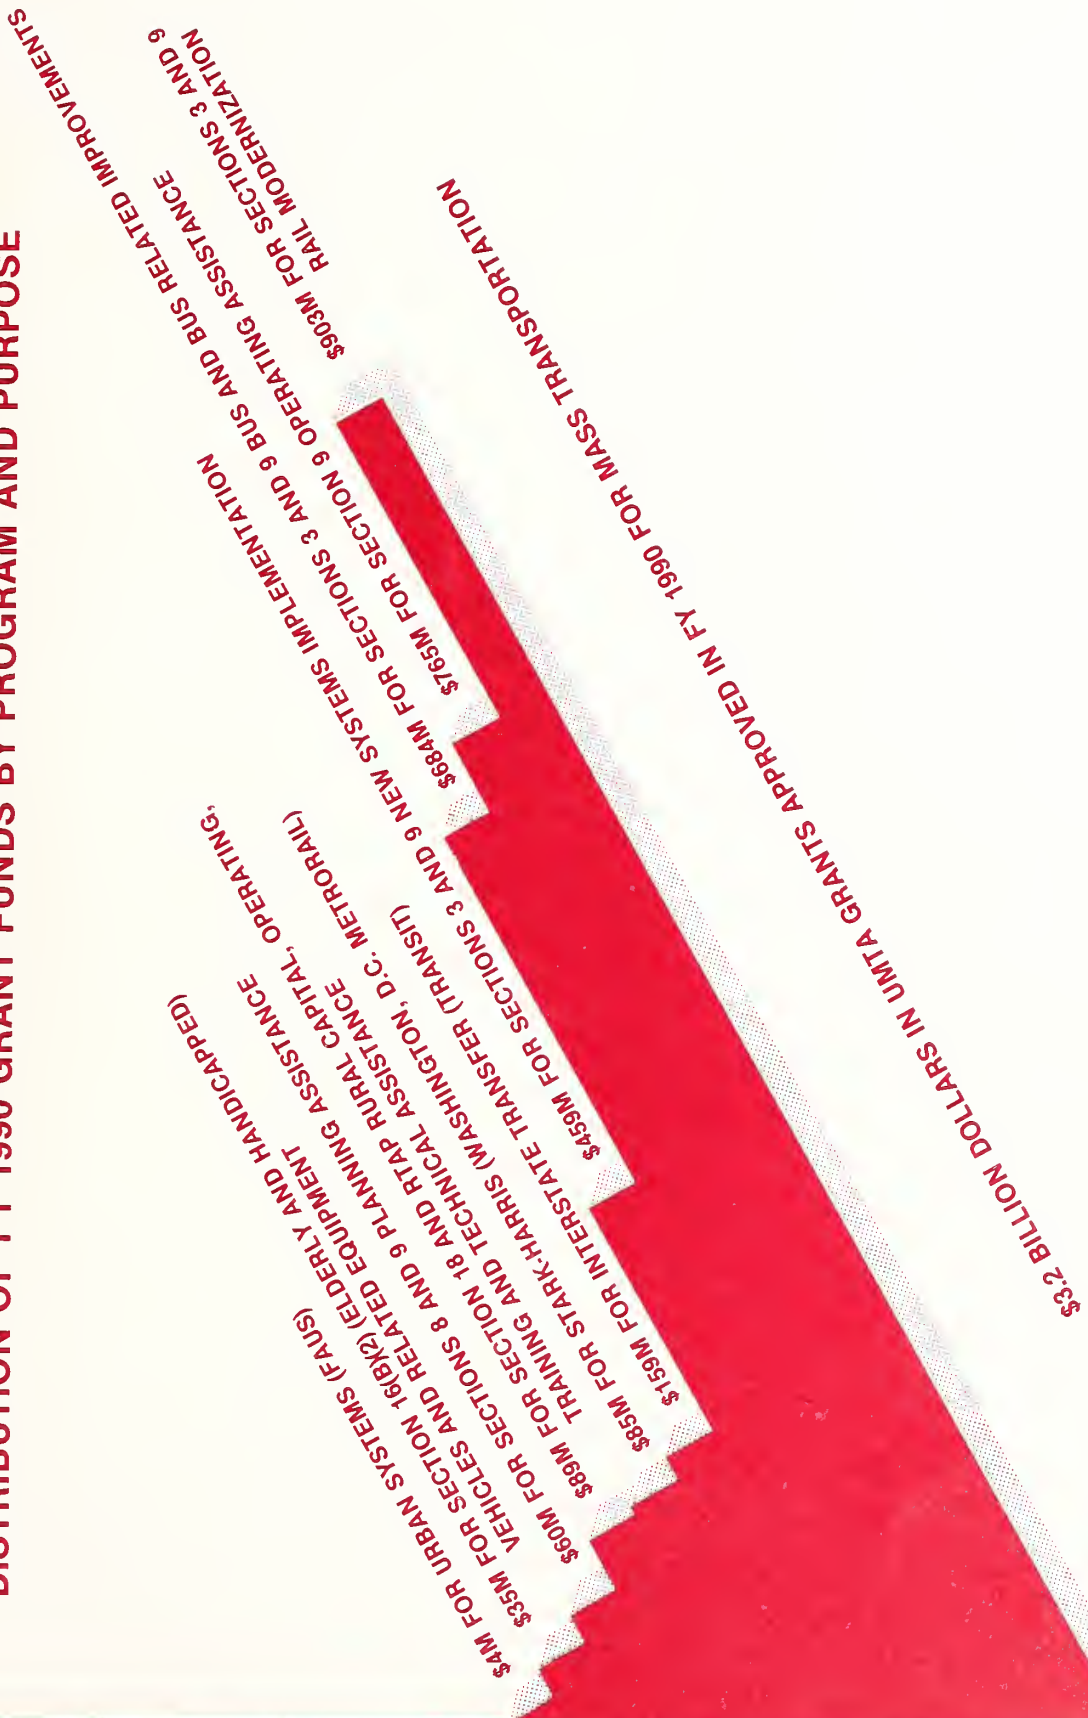 DISTRIBUTION OF FY 1990 GRANT FUNDS BY PROGRAM AND PURPOSE
$903M FOR SECTIONS 3 AND 9
RAIL MODERNIZATION
$765M FOR SECTION 9 OPERATING ASSISTANCE
$684M FOR SECTIONS 3 AND 9 BUS AND BUS RELATED IMPROVEMENTS
$459M FOR SECTIONS 3 AND 9 NEW SYSTEMS IMPLEMENTATION
$159M FOR INTERSTATE TRANSFER (TRANSIT)
$85M FOR STARK-HARRIS (WASHINGTON, D.C. METRORAIL)
$89M FOR SECTION 18 AND RTAP RURAL CAPITAL, OPERATING,
TRAINING AND TECHNICAL ASSISTANCE
$60M FOR SECTIONS 8 AND 9 PLANNING ASSISTANCE
$35M FOR SECTION 16(B)(2) (ELDERLY AND HANDICAPPED)
VEHICLES AND RELATED EQUIPMENT
$4M FOR URBAN SYSTEMS (FAUS)
$3.2 BILLION DOLLARS IN UMTA GRANTS APPROVED IN FY 1990 FOR MASS TRANSPORTATION